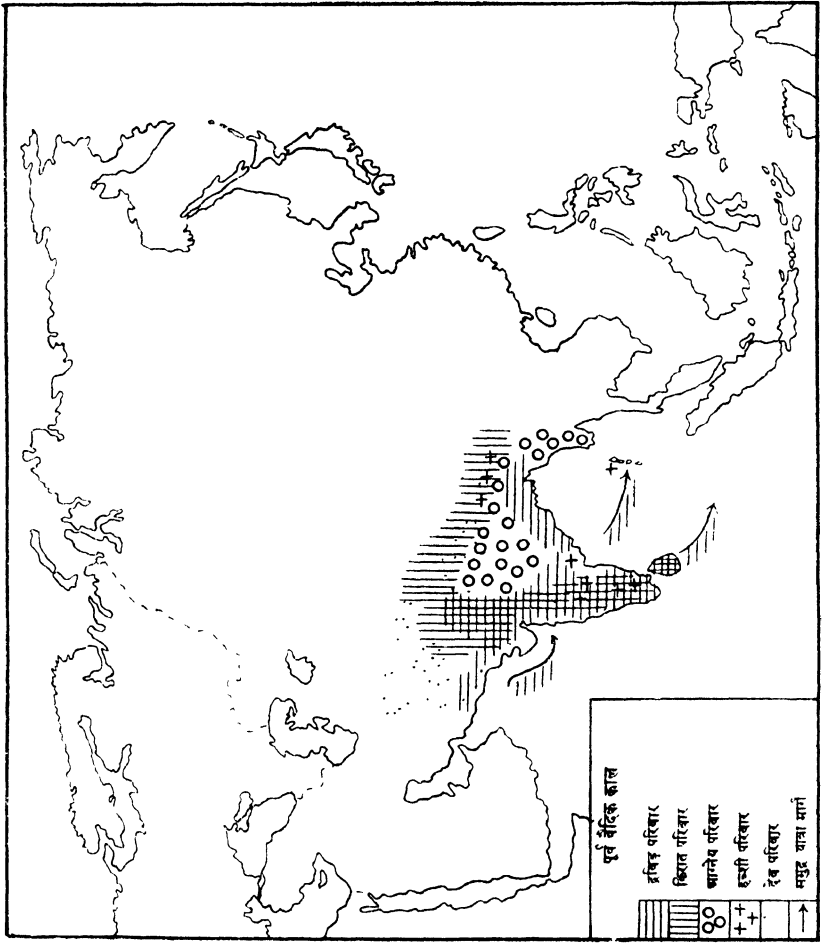 पूर्व वैदिक काल
द्रविड़ परिवार
किरात परिवार
आग्नेय परिवार
हब्शी परिवार
देव परिवार
समुद्र यात्रा मार्ग